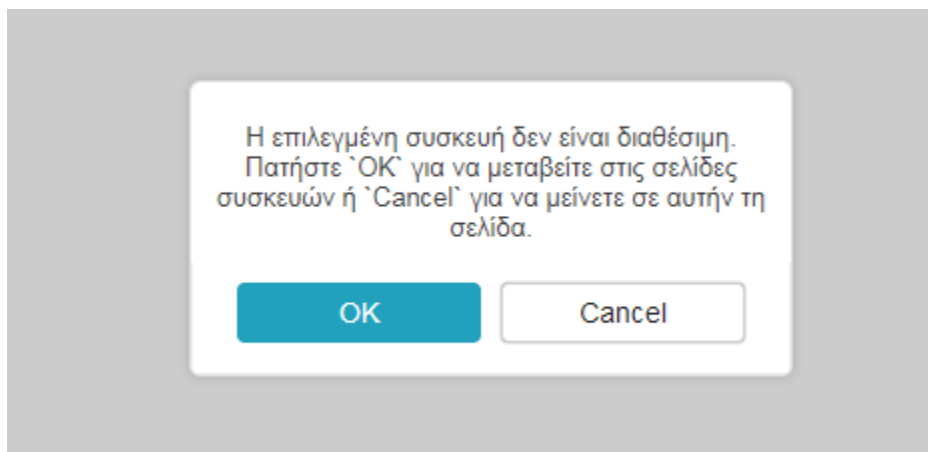 Η επιλεγμένη συσκευή δεν είναι διαθέσιμη.
Πατήστε `OK` για να μεταβείτε στις σελίδες
συσκευών ή `Cancel` για να μείνετε σε αυτήν τη
σελίδα.
OK
Cancel